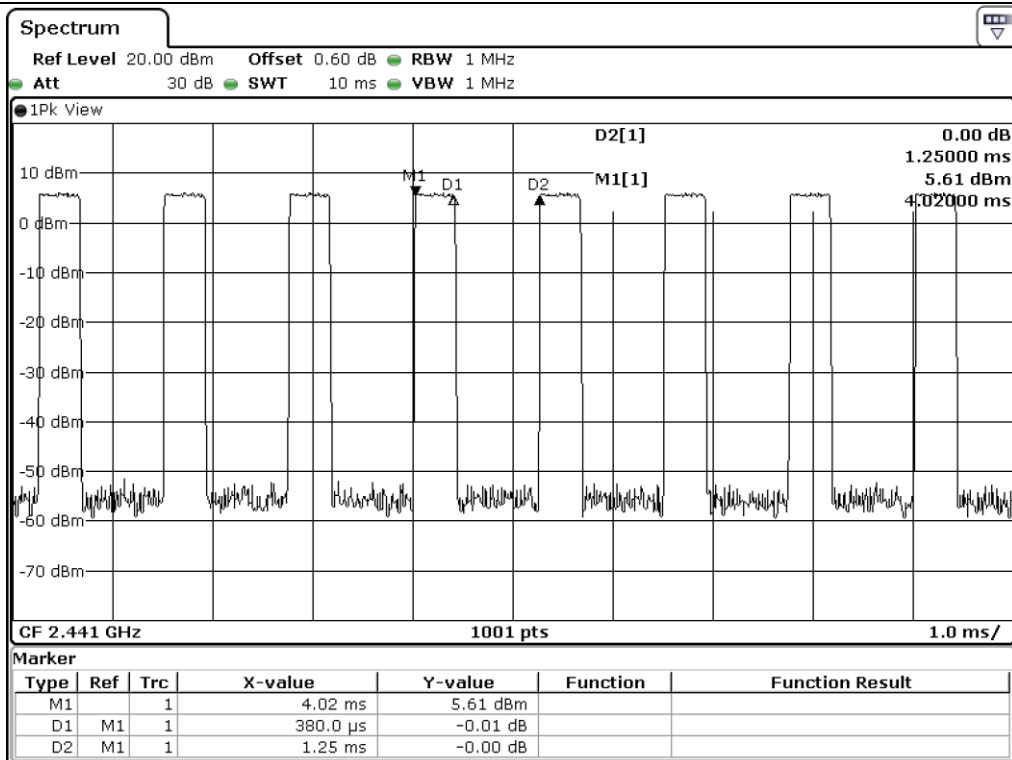 Spectrum
Ref Level 20.00 dBm Offset 0.60 dB RBW 1 MHz
Att 30 dB SWT 10 ms VBW 1 MHz
1Pk View
D2[1] 0.00 dB
1.25000 ms
M1[1] 5.61 dBm
4.02000 ms
M1 D1 D2
10 dBm
0 dBm
-10 dBm
-20 dBm
-30 dBm
-40 dBm
-50 dBm
-60 dBm
-70 dBm
CF 2.441 GHz 1001 pts 1.0 ms/
Marker
Type Ref Trc X-value Y-value Function Function Result
M1 1 4.02 ms 5.61 dBm
D1 M1 1 380.0 µs -0.01 dB
D2 M1 1 1.25 ms -0.00 dB